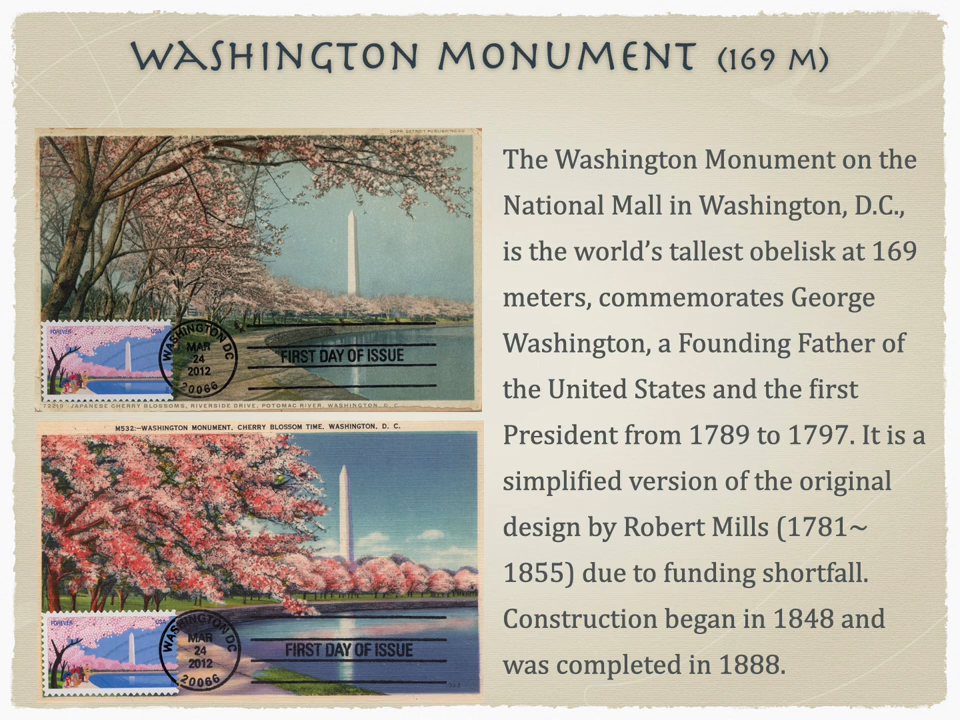 WASHINGTON MONUMENT (169 M)
The Washington Monument on the
National Mall in Washington, D.C.,
is the world’s tallest obelisk at 169
meters, commemorates George
Washington, a Founding Father of
the United States and the first
President from 1789 to 1797. It is a
simplified version of the original
design by Robert Mills (1781~
1855) due to funding shortfall.
Construction began in 1848 and
was completed in 1888.
FOREVER USA
WASHINGTON DC
MAR
24
2012
20066
FIRST DAY OF ISSUE
JAPANESE CHERRY BLOSSOMS, RIVERSIDE DRIVE, POTOMAC RIVER, WASHINGTON, D. C.
M532:—WASHINGTON MONUMENT, CHERRY BLOSSOM TIME, WASHINGTON, D. C.
FOREVER USA
WASHINGTON DC
MAR
24
2012
20066
FIRST DAY OF ISSUE